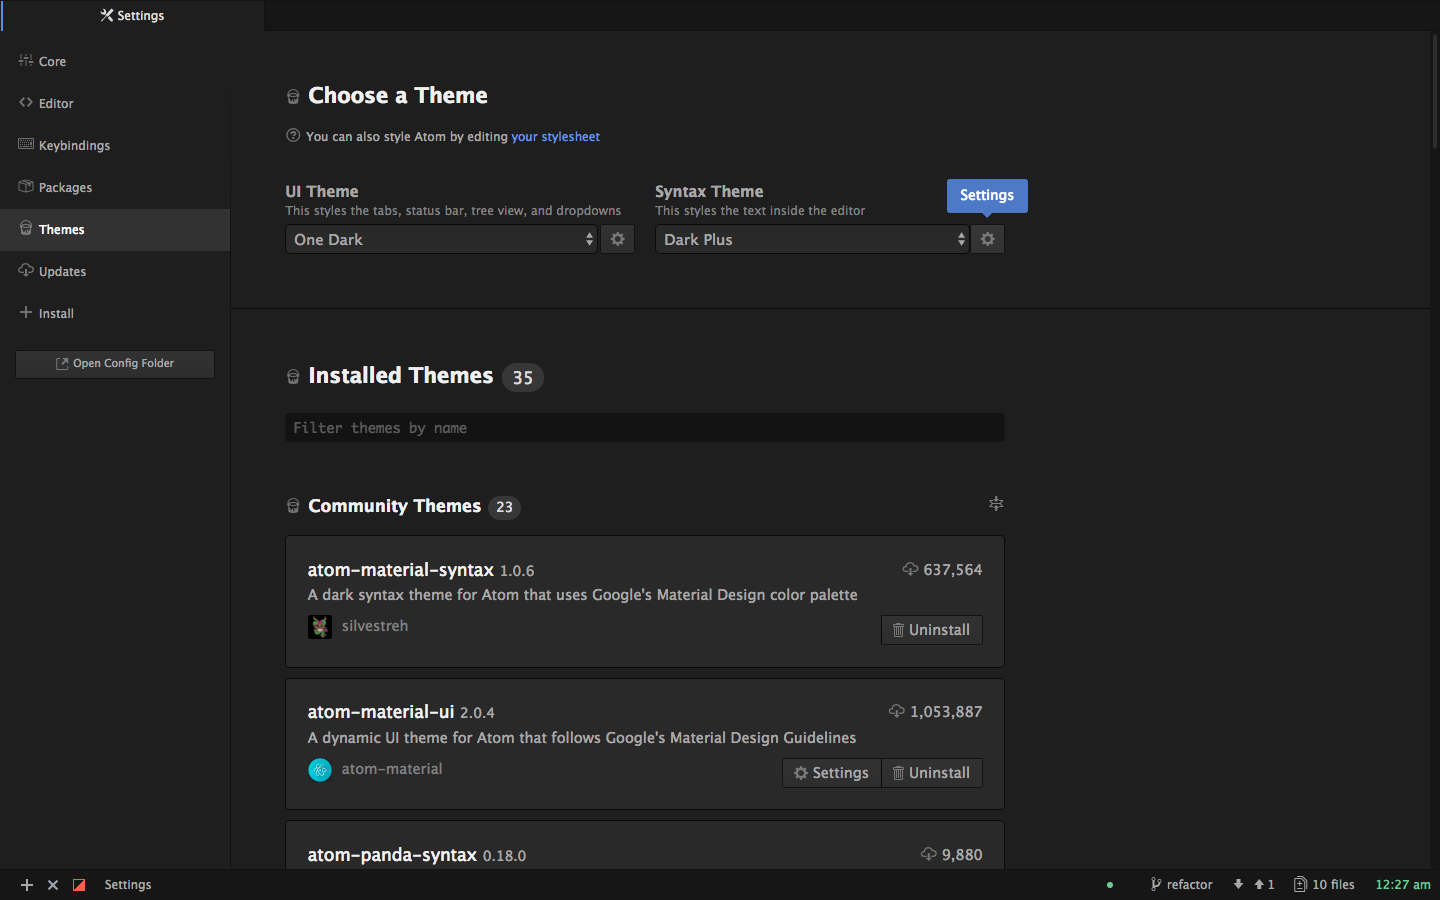 Settings
Core
Editor
Keybindings
Packages
Themes
Updates
Install
Open Config Folder
Choose a Theme
You can also style Atom by editing your stylesheet
UI Theme
This styles the tabs, status bar, tree view, and dropdowns
One Dark
Syntax Theme
This styles the text inside the editor
Settings
Dark Plus
Installed Themes 35
Filter themes by name
Community Themes 23
atom-material-syntax 1.0.6 637,564
A dark syntax theme for Atom that uses Google's Material Design color palette
silvestreh Uninstall
atom-material-ui 2.0.4 1,053,887
A dynamic UI theme for Atom that follows Google's Material Design Guidelines
atom-material Settings Uninstall
atom-panda-syntax 0.18.0 9,880
Settings refactor 1 10 files 12:27 am